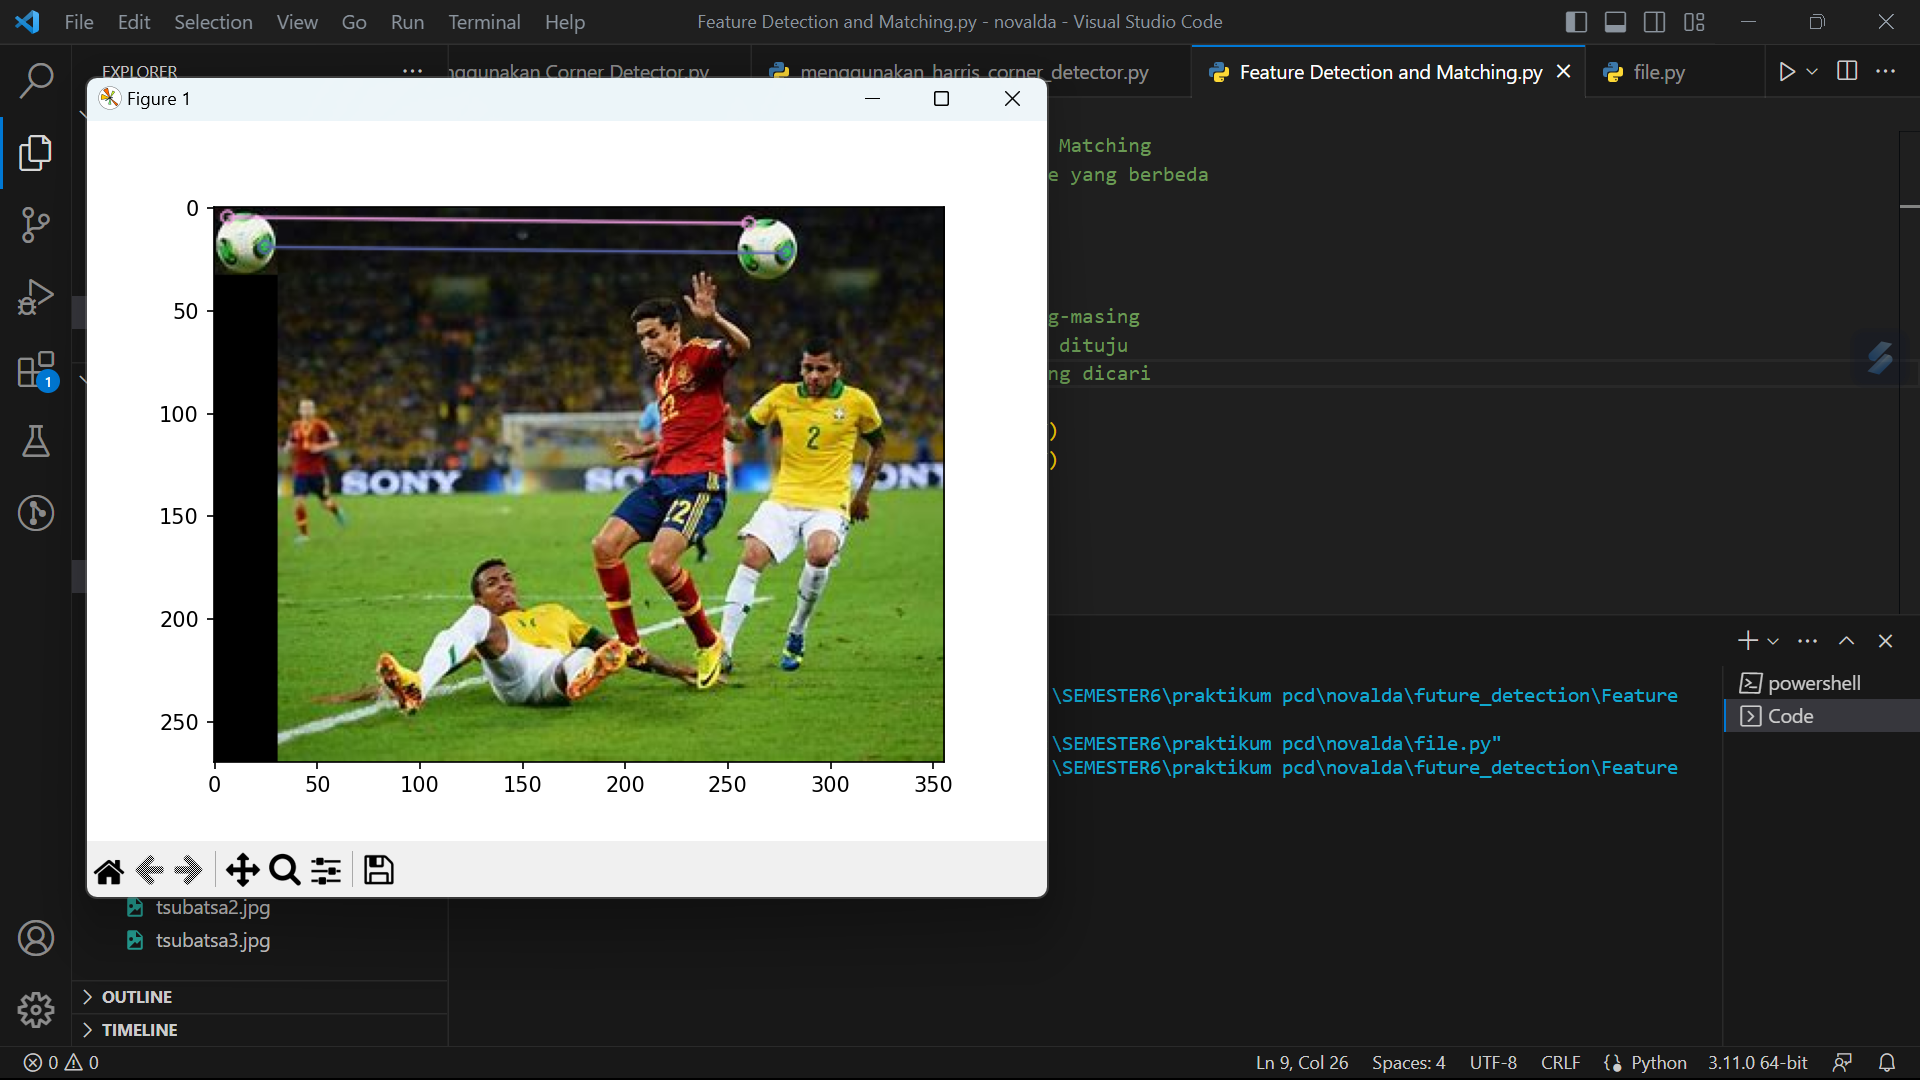 File Edit Selection View Go Run Terminal Help
Feature Detection and Matching.py - novalda - Visual Studio Code
EXPLORER
Corner Detector.py
menggunakan_harris_corner_detector.py
Feature Detection and Matching.py
file.py
Figure 1
0
50
100
150
200
250
0 50 100 150 200 250 300 350
SONY
2
22
Matching
e yang berbeda
g-masing
dituju
ng dicari
)
)
\SEMESTER6\praktikum pcd\novalda\future_detection\Feature
\SEMESTER6\praktikum pcd\novalda\file.py"
\SEMESTER6\praktikum pcd\novalda\future_detection\Feature
powershell
Code
1
tsubatsa2.jpg
tsubatsa3.jpg
OUTLINE
TIMELINE
0 0
Ln 9, Col 26 Spaces: 4 UTF-8 CRLF Python 3.11.0 64-bit